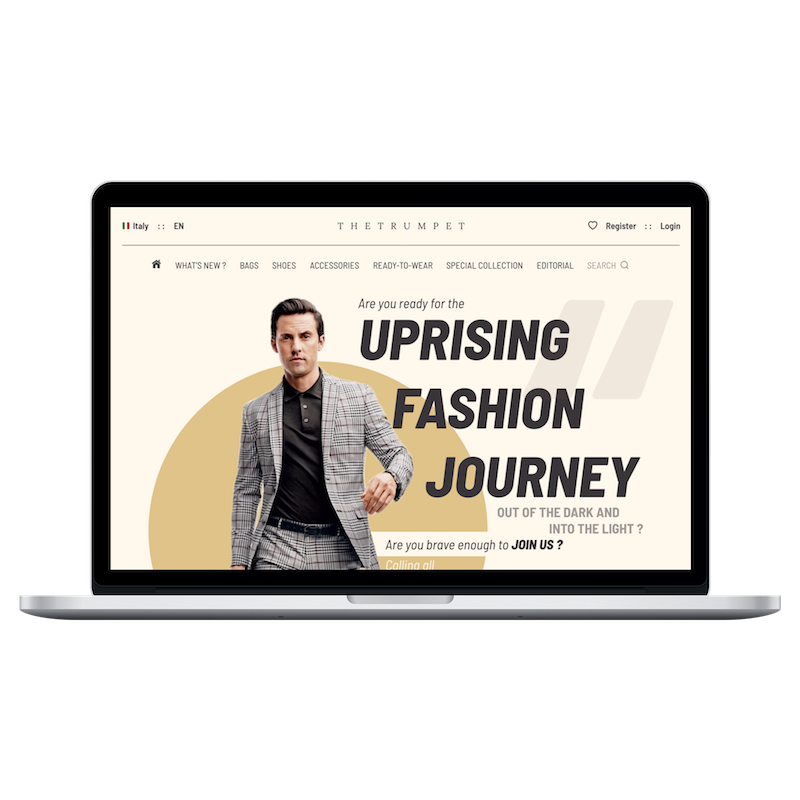 Italy :: EN
THETRUMPET
Register :: Login
WHAT'S NEW ? BAGS SHOES ACCESSORIES READY-TO-WEAR SPECIAL COLLECTION EDITORIAL SEARCH
Are you ready for the
UPRISING
FASHION
JOURNEY
OUT OF THE DARK AND
INTO THE LIGHT ?
Are you brave enough to JOIN US ?
Calling all